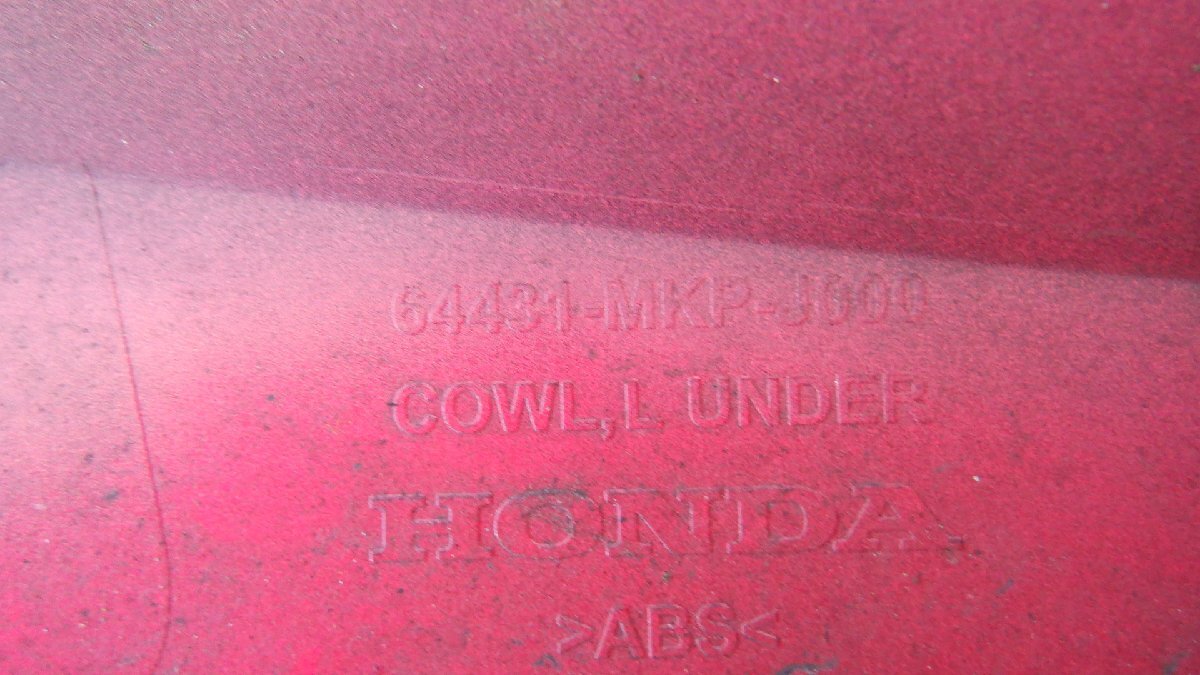 64431-MKP-J000
COWL,L UNDER
HONDA
>ABS<